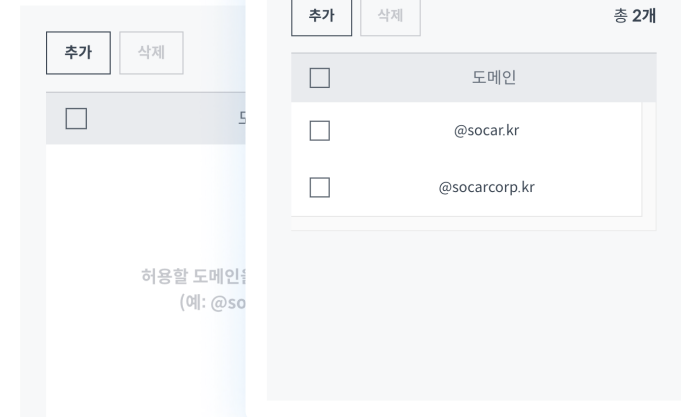 추가 삭제
허용할 도메인을
(예: @so
추가 삭제 총 2개
도메인
@socar.kr
@socarcorp.kr